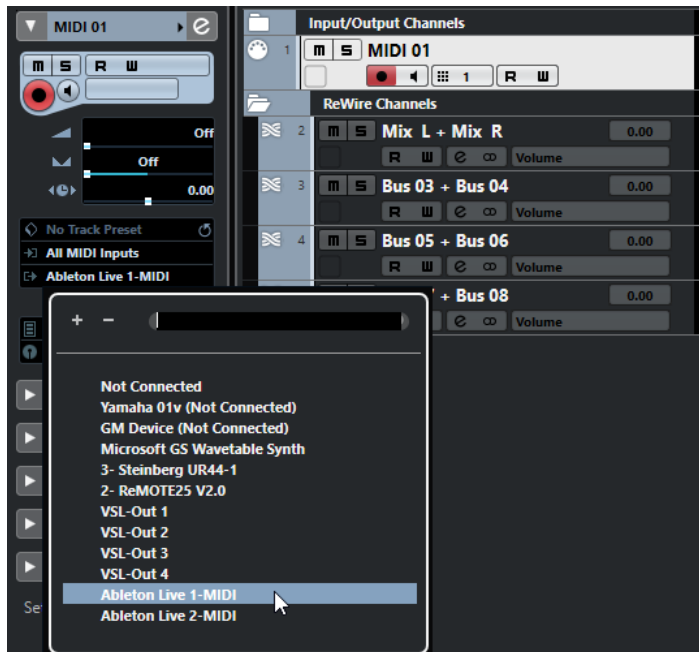 MIDI 01
m S R W
Off
Off
0.00
No Track Preset
All MIDI Inputs
Ableton Live 1-MIDI
Input/Output Channels
1 m S MIDI 01
1 R W
ReWire Channels
2 m S Mix L + Mix R 0.00
R W e Volume
3 m S Bus 03 + Bus 04 0.00
R W e Volume
4 m S Bus 05 + Bus 06 0.00
R W e Volume
+ Bus 08 0.00
e Volume
+ -
Not Connected
Yamaha 01v (Not Connected)
GM Device (Not Connected)
Microsoft GS Wavetable Synth
3- Steinberg UR44-1
2- ReMOTE25 V2.0
VSL-Out 1
VSL-Out 2
VSL-Out 3
VSL-Out 4
Ableton Live 1-MIDI
Ableton Live 2-MIDI